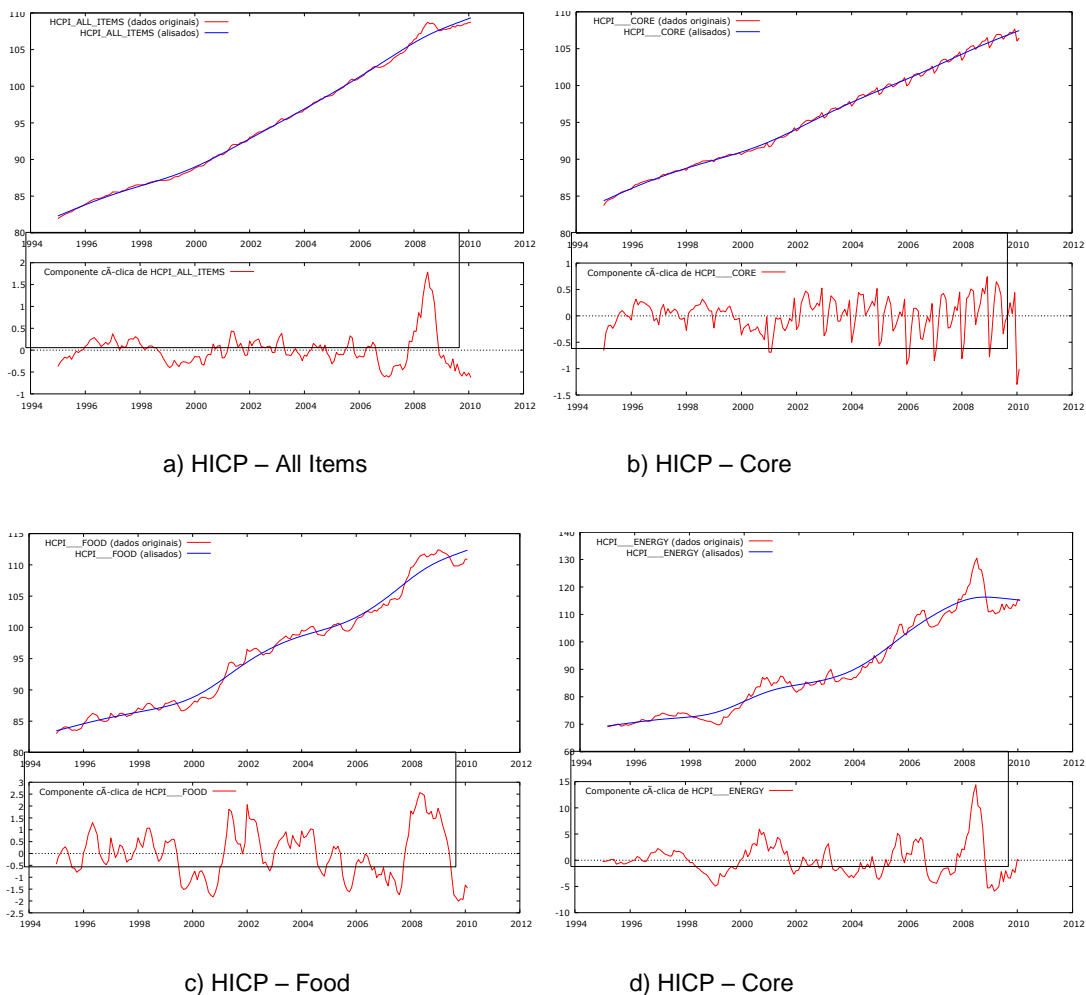 HCPI_ALL_ITEMS (dados originais)
HCPI_ALL_ITEMS (alisados)
110
105
100
95
90
85
80
1994 1996 1998 2000 2002 2004 2006 2008 2010 2012
Componente cÃ-clica de HCPI_ALL_ITEMS
2
1.5
1
0.5
0
-0.5
-1
1994 1996 1998 2000 2002 2004 2006 2008 2010 2012
a) HICP – All Items
HCPI___CORE (dados originais)
HCPI___CORE (alisados)
110
105
100
95
90
85
80
1994 1996 1998 2000 2002 2004 2006 2008 2010 2012
Componente cÃ-clica de HCPI___CORE
1
0.5
0
-0.5
-1
-1.5
1994 1996 1998 2000 2002 2004 2006 2008 2010 2012
b) HICP – Core
HCPI___FOOD (dados originais)
HCPI___FOOD (alisados)
115
110
105
100
95
90
85
80
1994 1996 1998 2000 2002 2004 2006 2008 2010 2012
Componente cÃ-clica de HCPI___FOOD
3
2.5
2
1.5
1
0.5
0
-0.5
-1
-1.5
-2
-2.5
1994 1996 1998 2000 2002 2004 2006 2008 2010 2012
c) HICP – Food
HCPI___ENERGY (dados originais)
HCPI___ENERGY (alisados)
140
130
120
110
100
90
80
70
60
1994 1996 1998 2000 2002 2004 2006 2008 2010 2012
Componente cÃ-clica de HCPI___ENERGY
15
10
5
0
-5
-10
1994 1996 1998 2000 2002 2004 2006 2008 2010 2012
d) HICP – Core